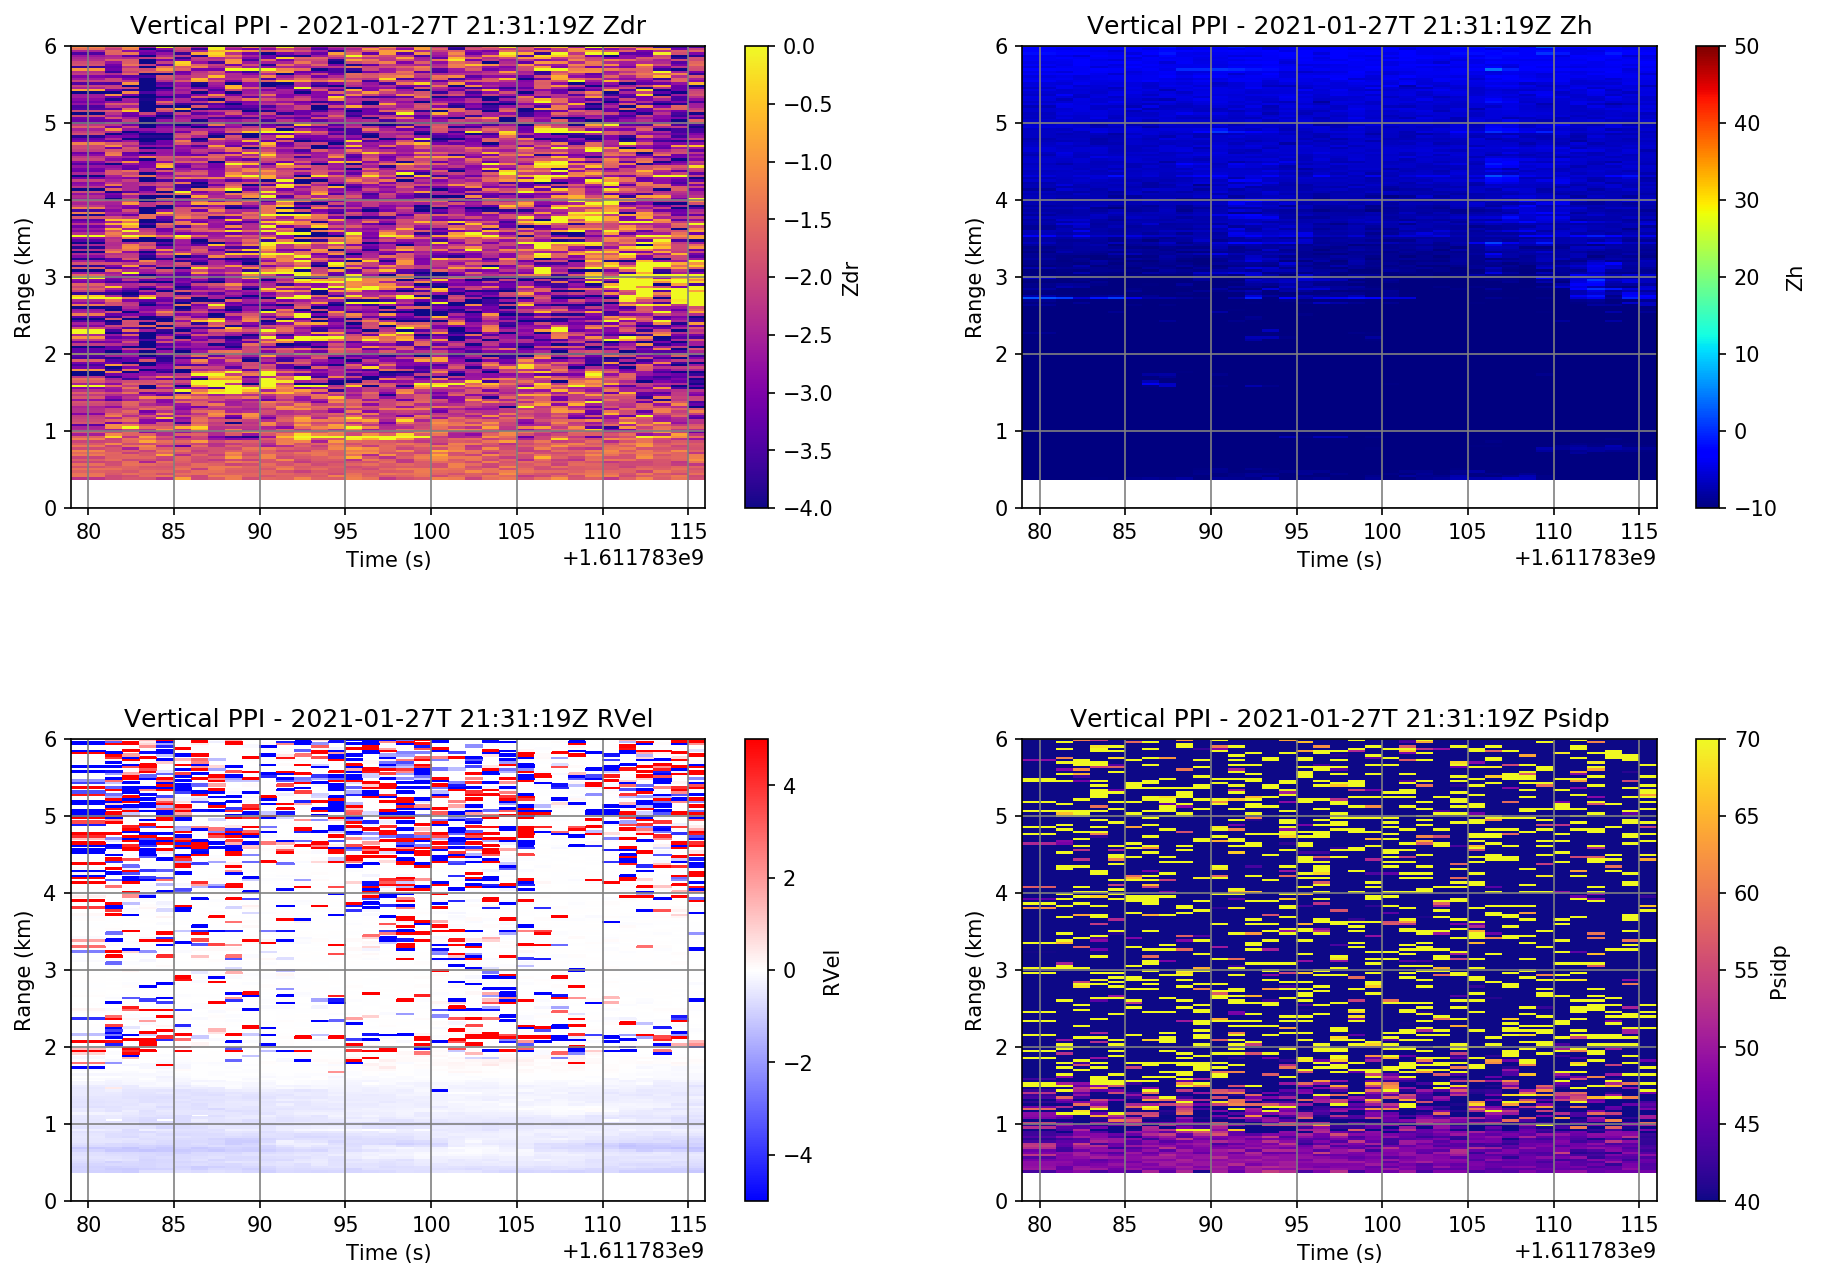 Vertical PPI - 2021-01-27T 21:31:19Z Zdr
6
5
4
3
2
1
0
Range (km)
80 85 90 95 100 105 110 115
Time (s)
+1.611783e9
0.0
−0.5
−1.0
−1.5
−2.0
−2.5
−3.0
−3.5
−4.0
Zdr
Vertical PPI - 2021-01-27T 21:31:19Z Zh
6
5
4
3
2
1
0
Range (km)
80 85 90 95 100 105 110 115
Time (s)
+1.611783e9
50
40
30
20
10
0
−10
Zh
Vertical PPI - 2021-01-27T 21:31:19Z RVel
6
5
4
3
2
1
0
Range (km)
80 85 90 95 100 105 110 115
Time (s)
+1.611783e9
4
2
0
−2
−4
RVel
Vertical PPI - 2021-01-27T 21:31:19Z Psidp
6
5
4
3
2
1
0
Range (km)
80 85 90 95 100 105 110 115
Time (s)
+1.611783e9
70
65
60
55
50
45
40
Psidp